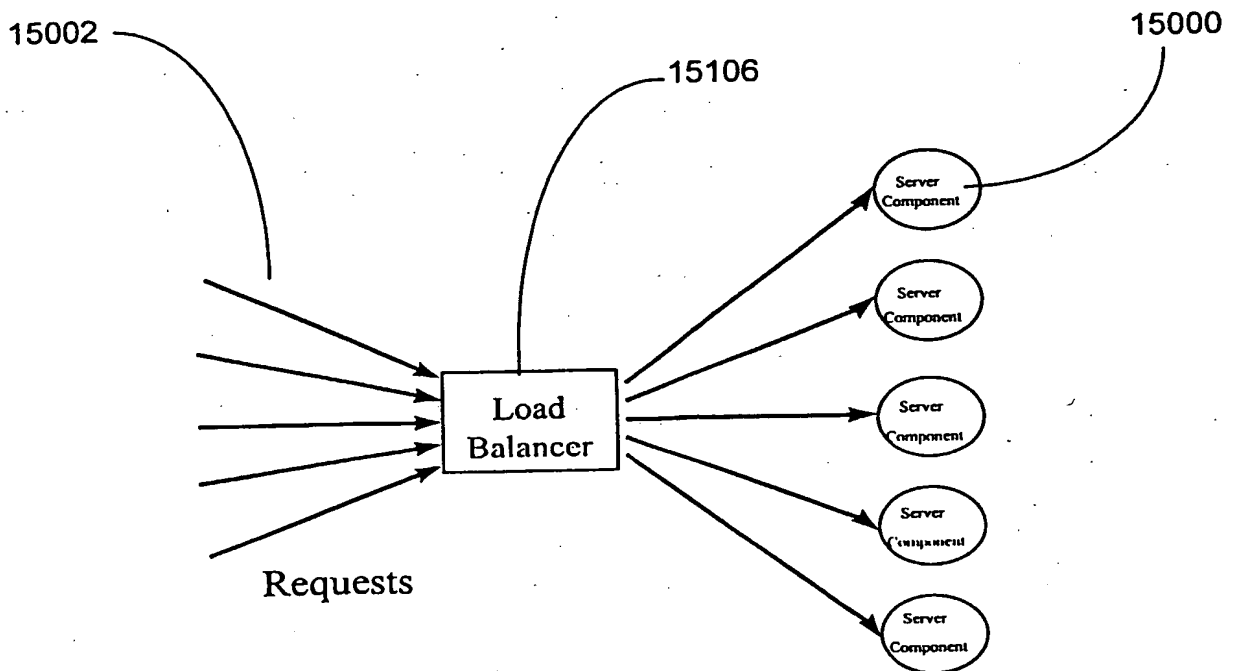 15002
15106
15000
Server
Component
Server
Component
Load
Balancer
Server
Component
Server
Component
Requests
Server
Component